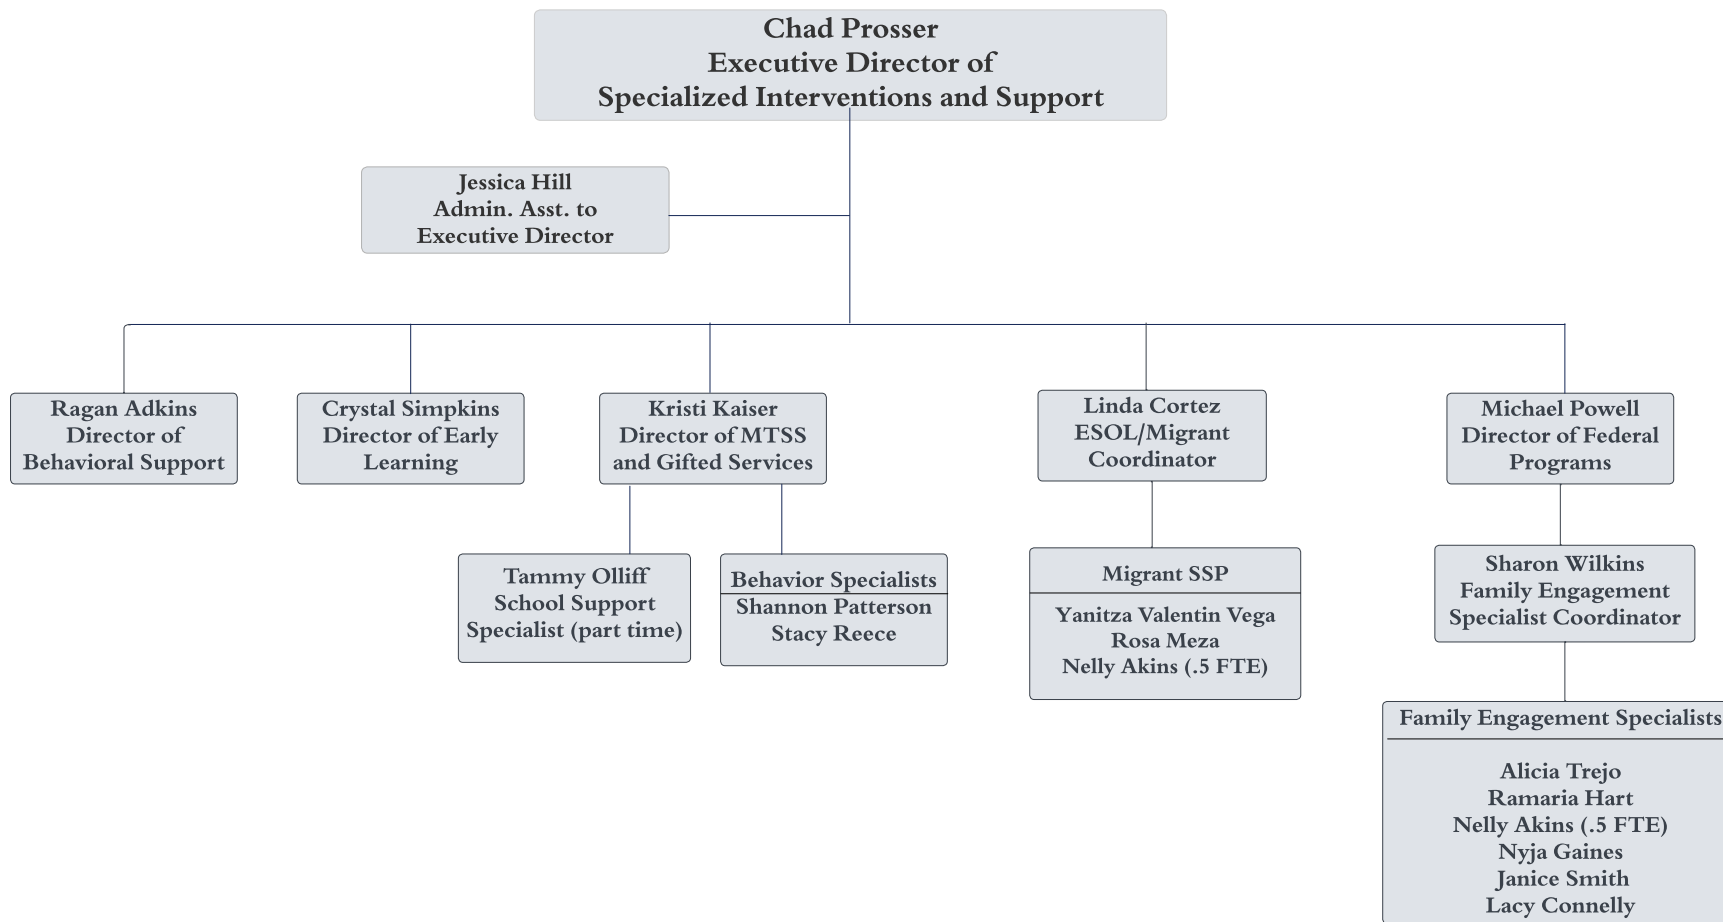 Chad Prosser
Executive Director of
Specialized Interventions and Support
Jessica Hill
Admin. Asst. to
Executive Director
Ragan Adkins
Director of
Behavioral Support
Crystal Simpkins
Director of Early
Learning
Kristi Kaiser
Director of MTSS
and Gifted Services
Linda Cortez
ESOL/Migrant
Coordinator
Michael Powell
Director of Federal
Programs
Tammy Olliff
School Support
Specialist (part time)
Behavior Specialists
Shannon Patterson
Stacy Reece
Migrant SSP
Yanitza Valentin Vega
Rosa Meza
Nelly Akins (.5 FTE)
Sharon Wilkins
Family Engagement
Specialist Coordinator
Family Engagement Specialists
Alicia Trejo
Ramaria Hart
Nelly Akins (.5 FTE)
Nyja Gaines
Janice Smith
Lacy Connelly